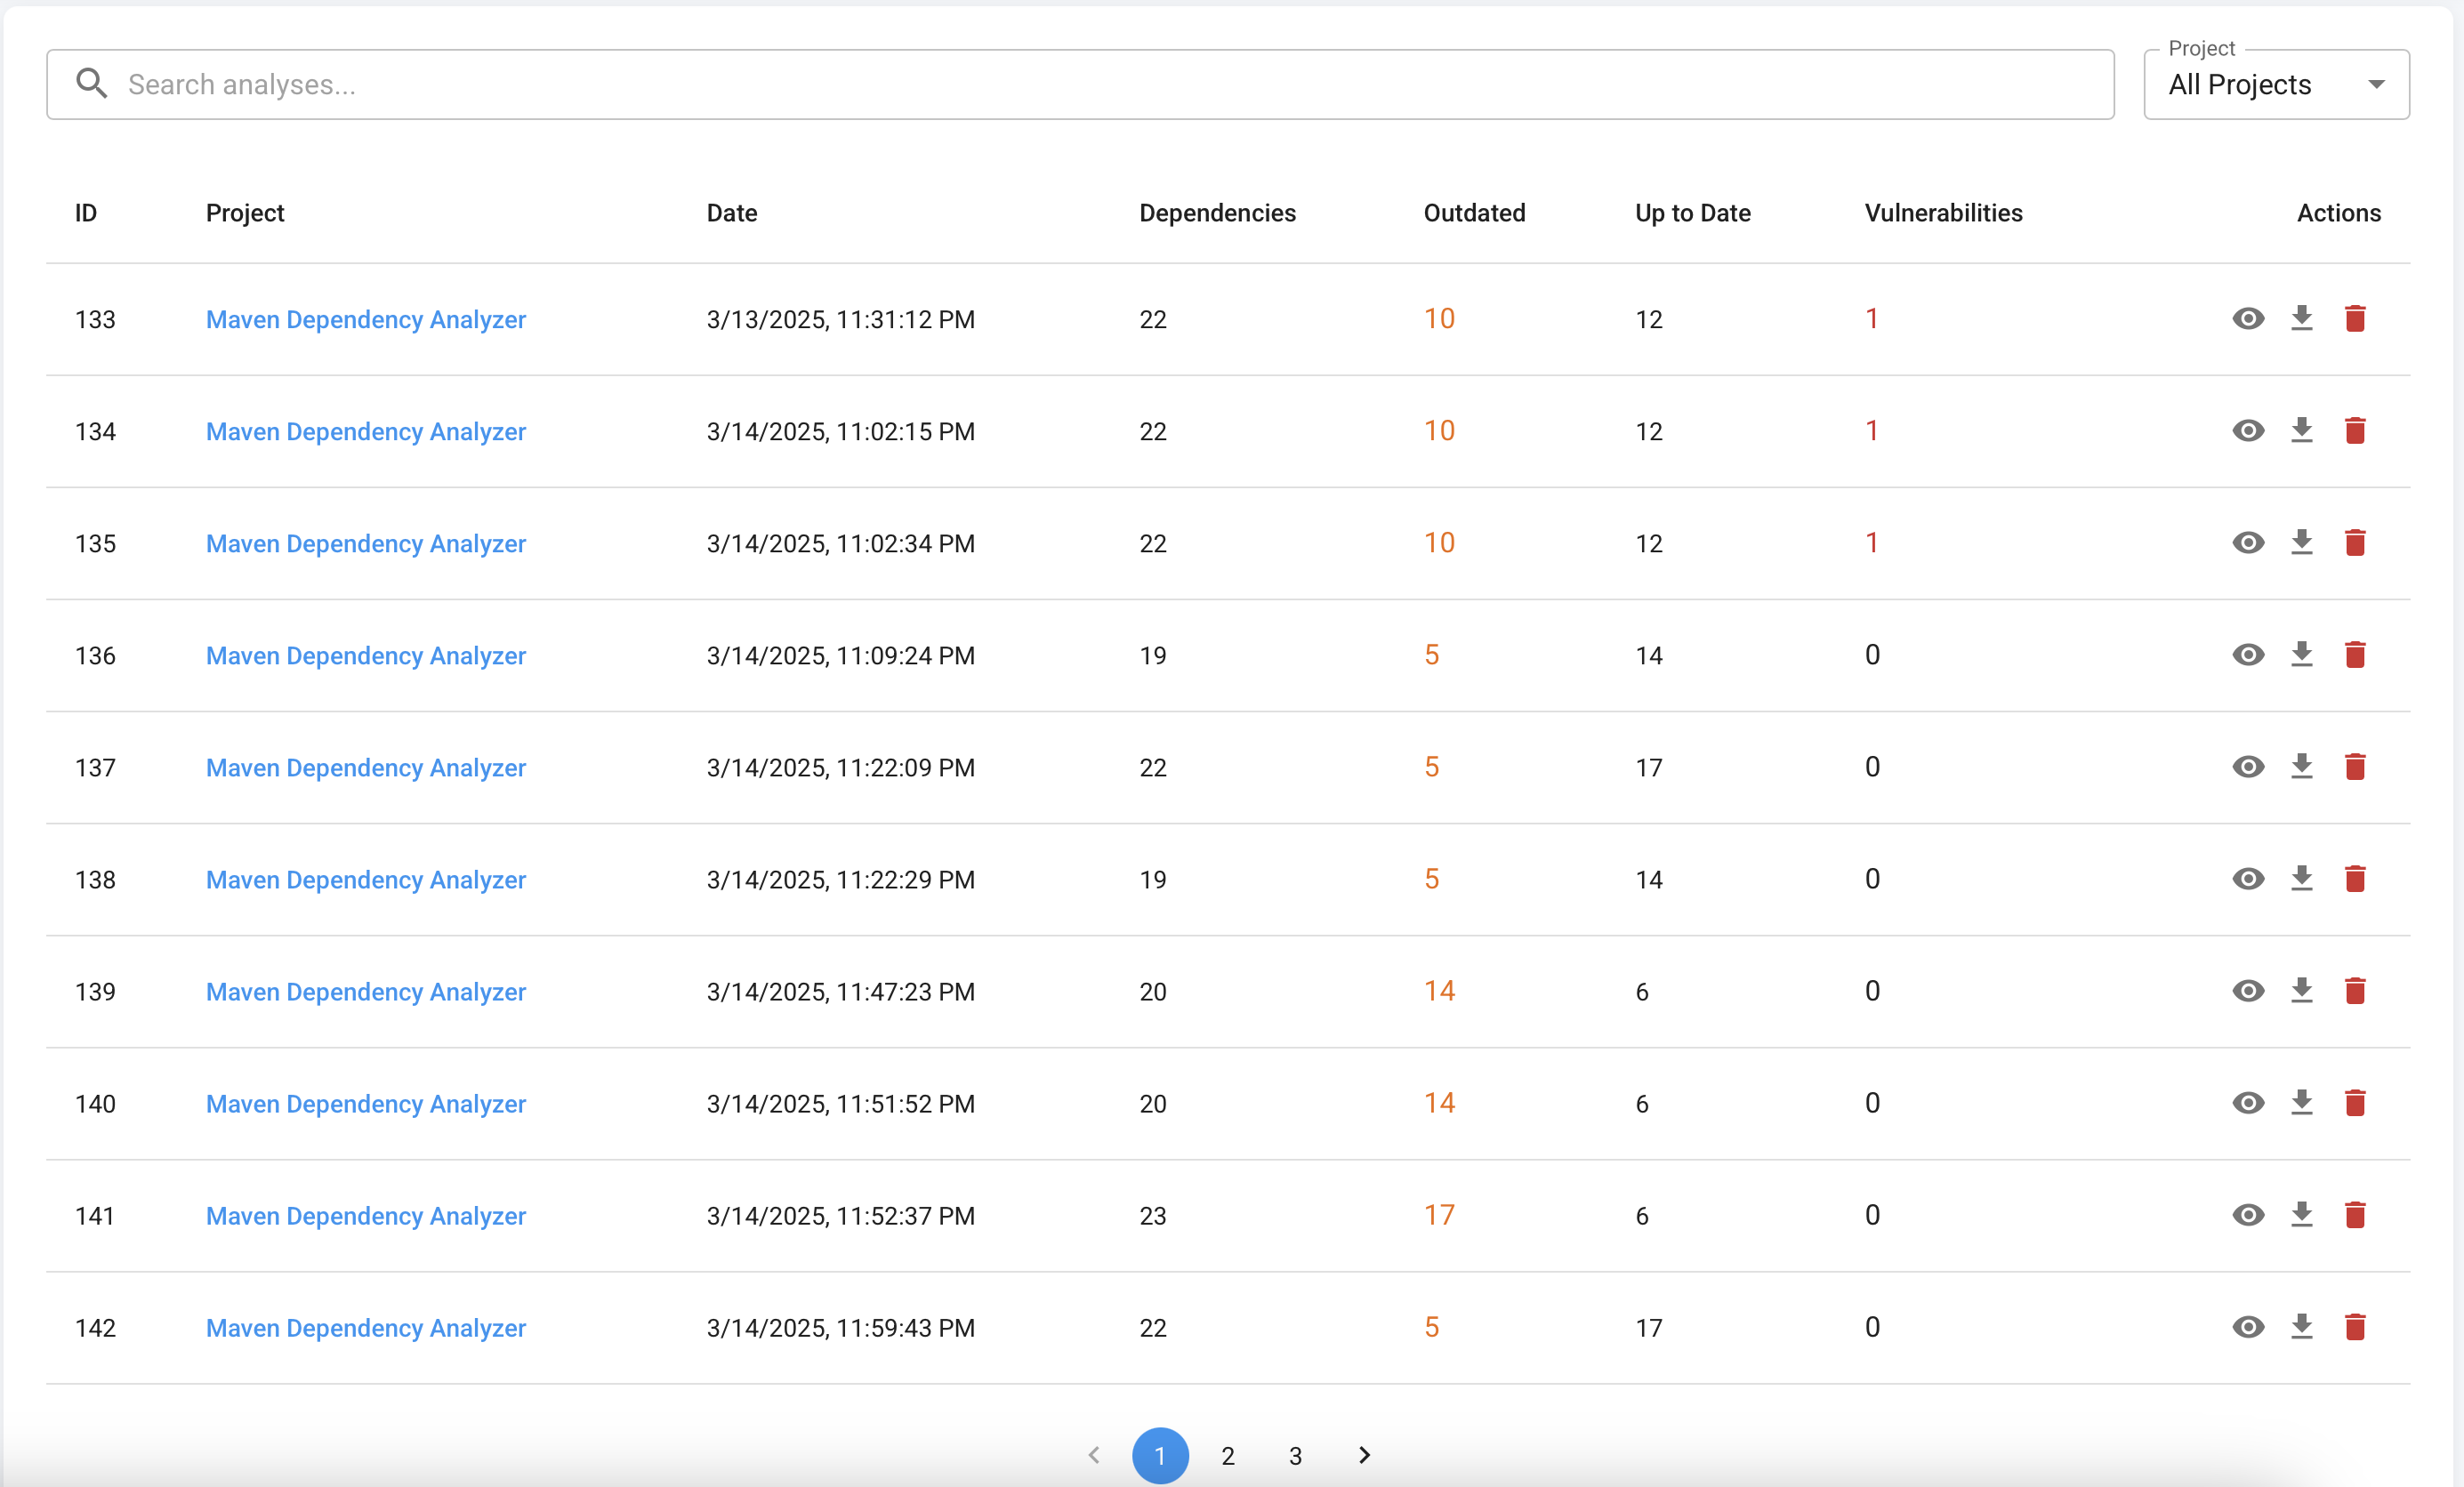 Project
Search analyses...
All Projects
ID Project Date Dependencies Outdated Up to Date Vulnerabilities Actions
133 Maven Dependency Analyzer 3/13/2025, 11:31:12 PM 22 10 12 1
134 Maven Dependency Analyzer 3/14/2025, 11:02:15 PM 22 10 12 1
135 Maven Dependency Analyzer 3/14/2025, 11:02:34 PM 22 10 12 1
136 Maven Dependency Analyzer 3/14/2025, 11:09:24 PM 19 5 14 0
137 Maven Dependency Analyzer 3/14/2025, 11:22:09 PM 22 5 17 0
138 Maven Dependency Analyzer 3/14/2025, 11:22:29 PM 19 5 14 0
139 Maven Dependency Analyzer 3/14/2025, 11:47:23 PM 20 14 6 0
140 Maven Dependency Analyzer 3/14/2025, 11:51:52 PM 20 14 6 0
141 Maven Dependency Analyzer 3/14/2025, 11:52:37 PM 23 17 6 0
142 Maven Dependency Analyzer 3/14/2025, 11:59:43 PM 22 5 17 0
1 2 3